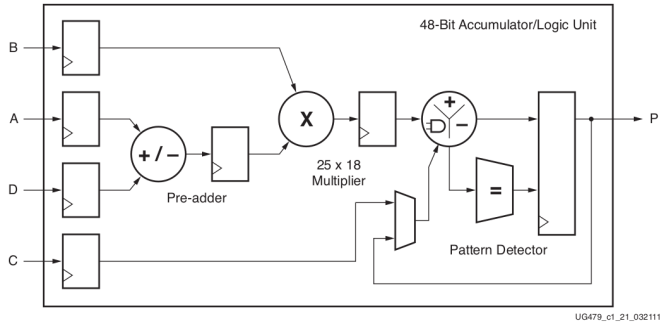 48-Bit Accumulator/Logic Unit
B
A
D
C
+ / –
Pre-adder
X
25 x 18
Multiplier
+
–
=
Pattern Detector
P
UG479_c1_21_032111